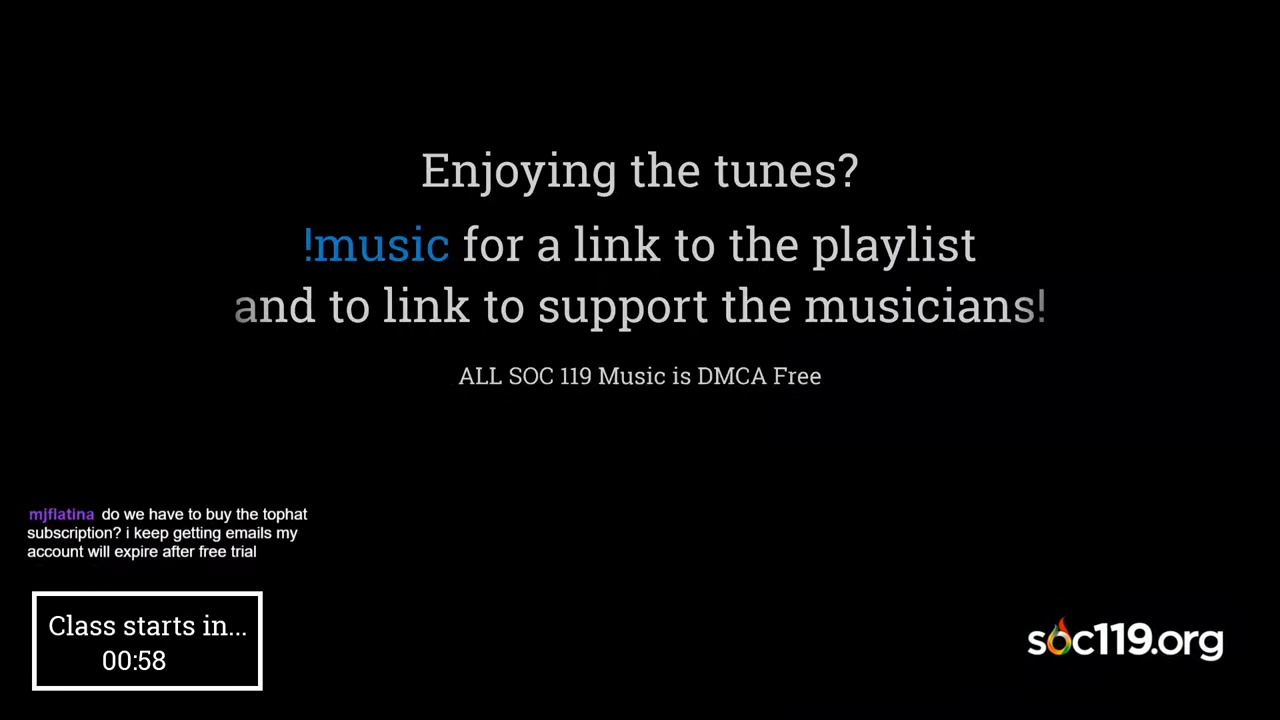 Enjoying the tunes?
!music for a link to the playlist
and to link to support the musicians!
ALL SOC 119 Music is DMCA Free
mjflatina do we have to buy the tophat
subscription? i keep getting emails my
account will expire after free trial
Class starts in...
00:58
soc119.org